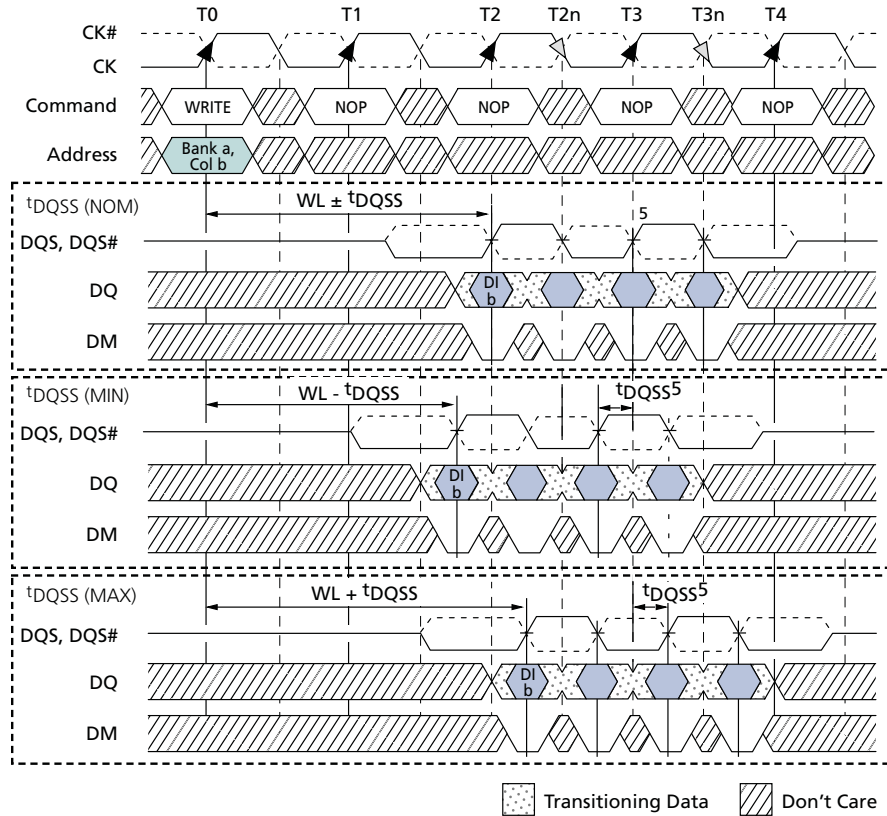 T0 T1 T2 T2n T3 T3n T4
CK#
CK
Command WRITE NOP NOP NOP NOP
Address Bank a, Col b
tDQSS (NOM) WL ± tDQSS
DQS, DQS# 5
DQ DI b
DM
tDQSS (MIN) WL - tDQSS tDQSS5
DQS, DQS#
DQ DI b
DM
tDQSS (MAX) WL + tDQSS tDQSS5
DQS, DQS#
DQ DI b
DM
Transitioning Data Don't Care